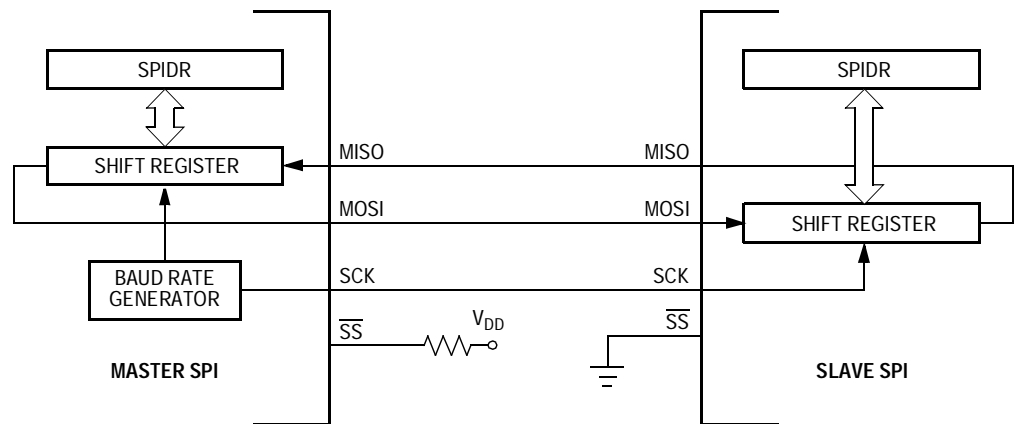 SPIDR
SHIFT REGISTER
BAUD RATE
GENERATOR
MASTER SPI
MISO
MOSI
SCK
SS
VDD
MISO
MOSI
SCK
SS
SPIDR
SHIFT REGISTER
SLAVE SPI